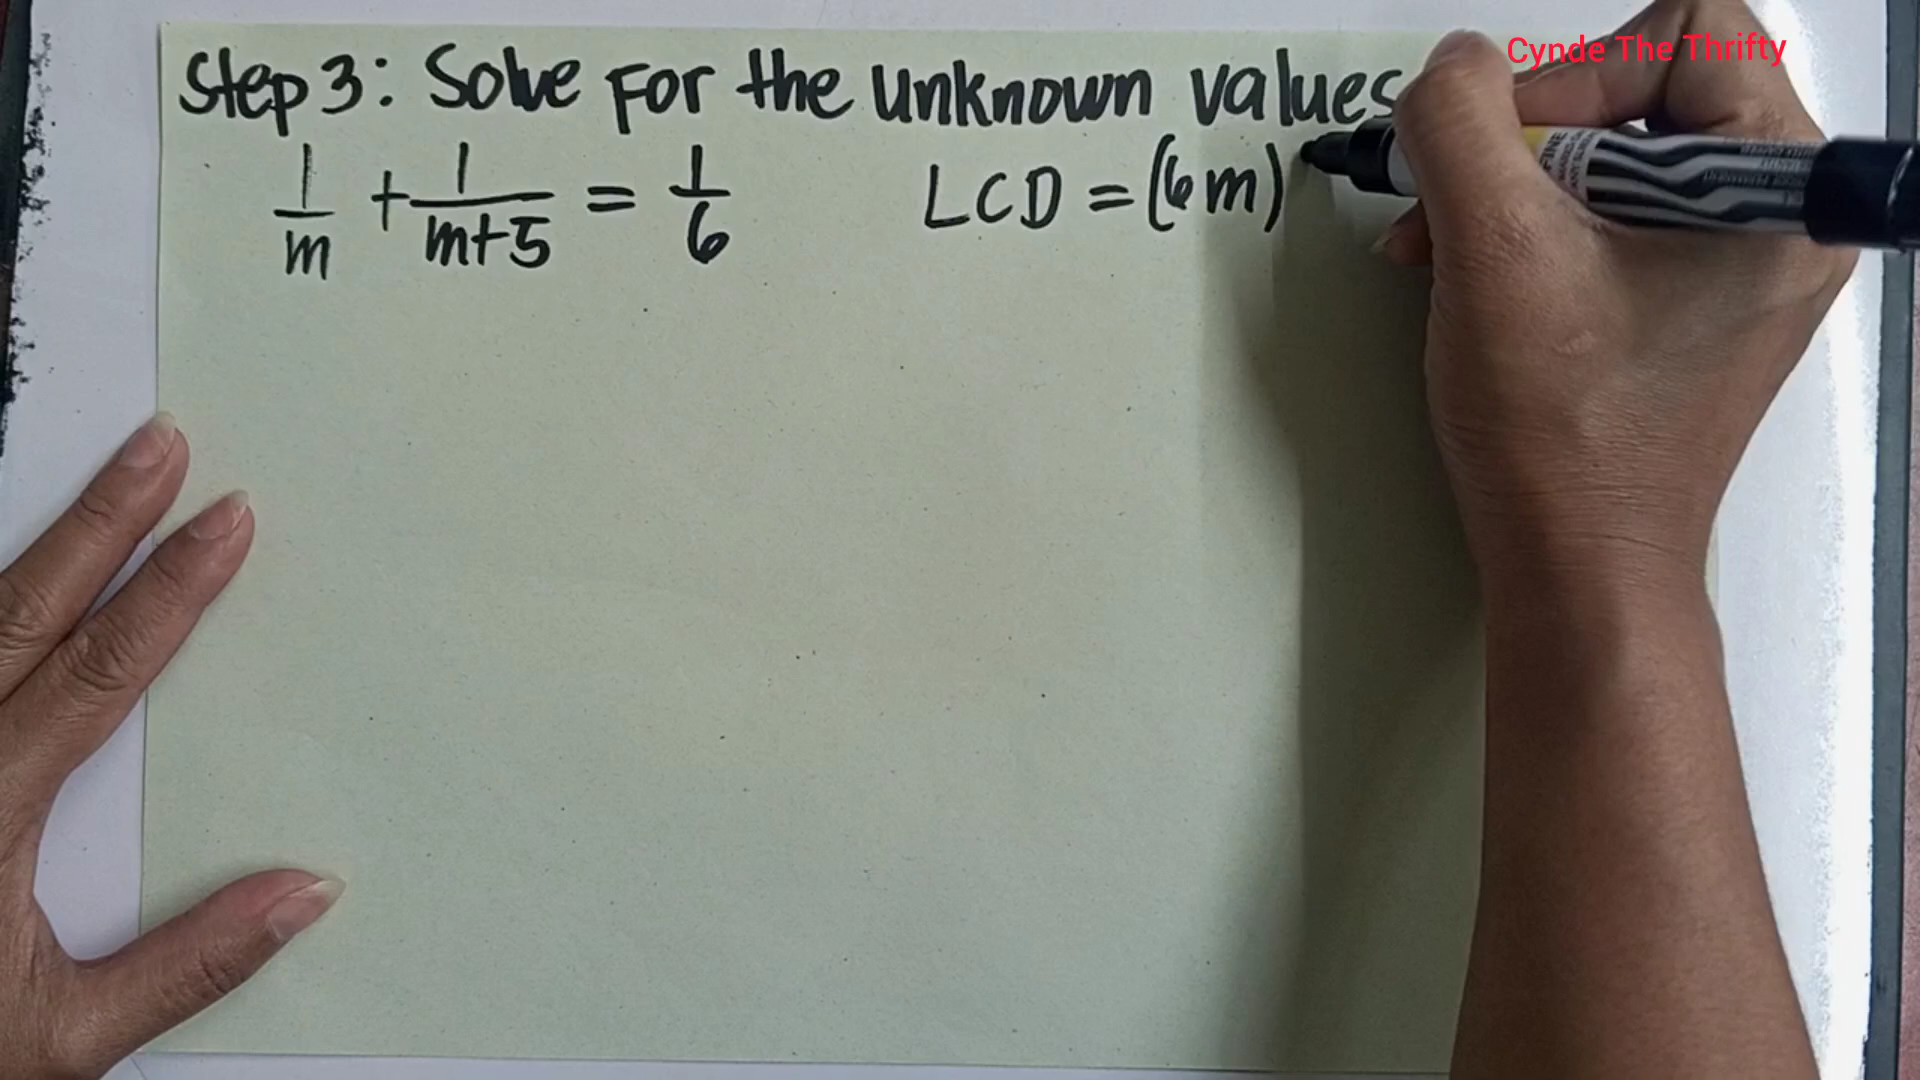 Cynde The Thrifty
Step 3: Solve For the unknown values
1/m + 1/(m+5) = 1/6
LCD = (6m)